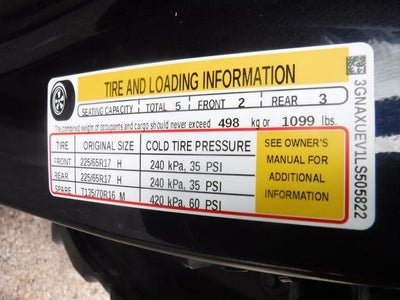 TIRE AND LOADING INFORMATION
SEATING CAPACITY TOTAL 5 FRONT 2 REAR 3
The combined weight of occupants and cargo should never exceed 498 kg or 1099 lbs.
TIRE ORIGINAL SIZE COLD TIRE PRESSURE
FRONT 225/65R17 H 240 kPa, 35 PSI
REAR 225/65R17 H 240 kPa, 35 PSI
SPARE T135/70R16 M 420 kPa, 60 PSI
SEE OWNER'S
MANUAL FOR
ADDITIONAL
INFORMATION
3GNAXUEV1LS505822